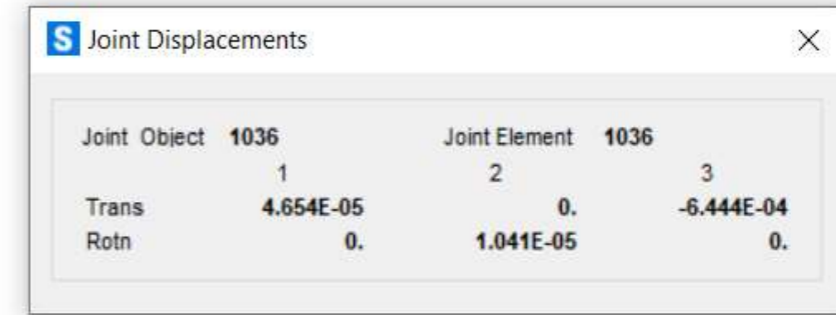 S Joint Displacements
Joint Object 1036 Joint Element 1036
1 2 3
Trans 4.654E-05 0. -6.444E-04
Rotn 0. 1.041E-05 0.